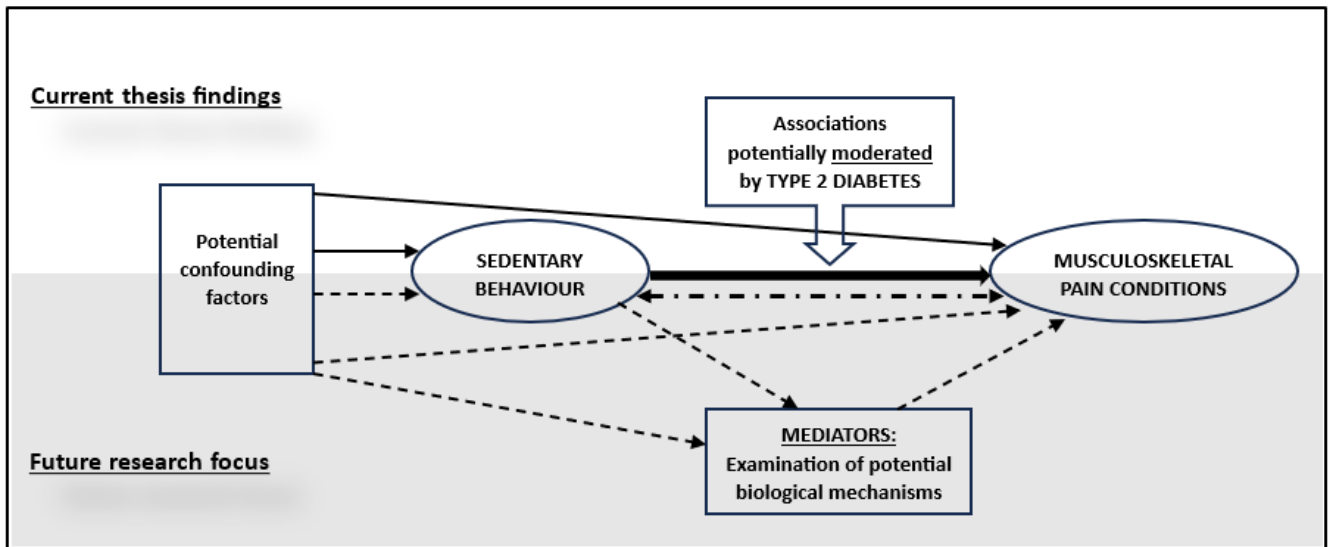 Current thesis findings
Associations
potentially moderated
by TYPE 2 DIABETES
Potential
confounding
factors
SEDENTARY
BEHAVIOUR
MUSCULOSKELETAL
PAIN CONDITIONS
MEDIATORS:
Examination of potential
biological mechanisms
Future research focus